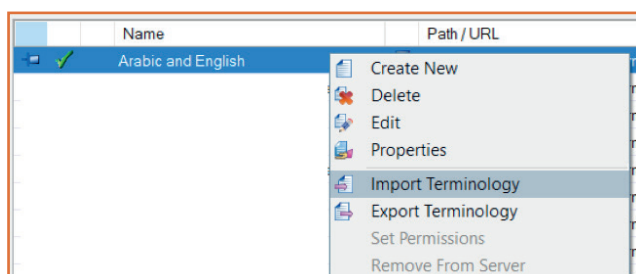 Name Path / URL
Arabic and English
Create New
Delete
Edit
Properties
Import Terminology
Export Terminology
Set Permissions
Remove From Server